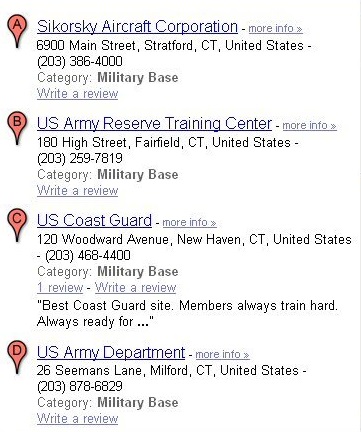 A
Sikorsky Aircraft Corporation - more info »
6900 Main Street, Stratford, CT, United States -
(203) 386-4000
Category: Military Base
Write a review
B
US Army Reserve Training Center - more info »
180 High Street, Fairfield, CT, United States -
(203) 259-7819
Category: Military Base
Write a review
C
US Coast Guard - more info »
120 Woodward Avenue, New Haven, CT, United States
- (203) 468-4400
Category: Military Base
1 review - Write a review
"Best Coast Guard site. Members always train hard.
Always ready for ..."
D
US Army Department - more info »
26 Seemans Lane, Milford, CT, United States -
(203) 878-6829
Category: Military Base
Write a review